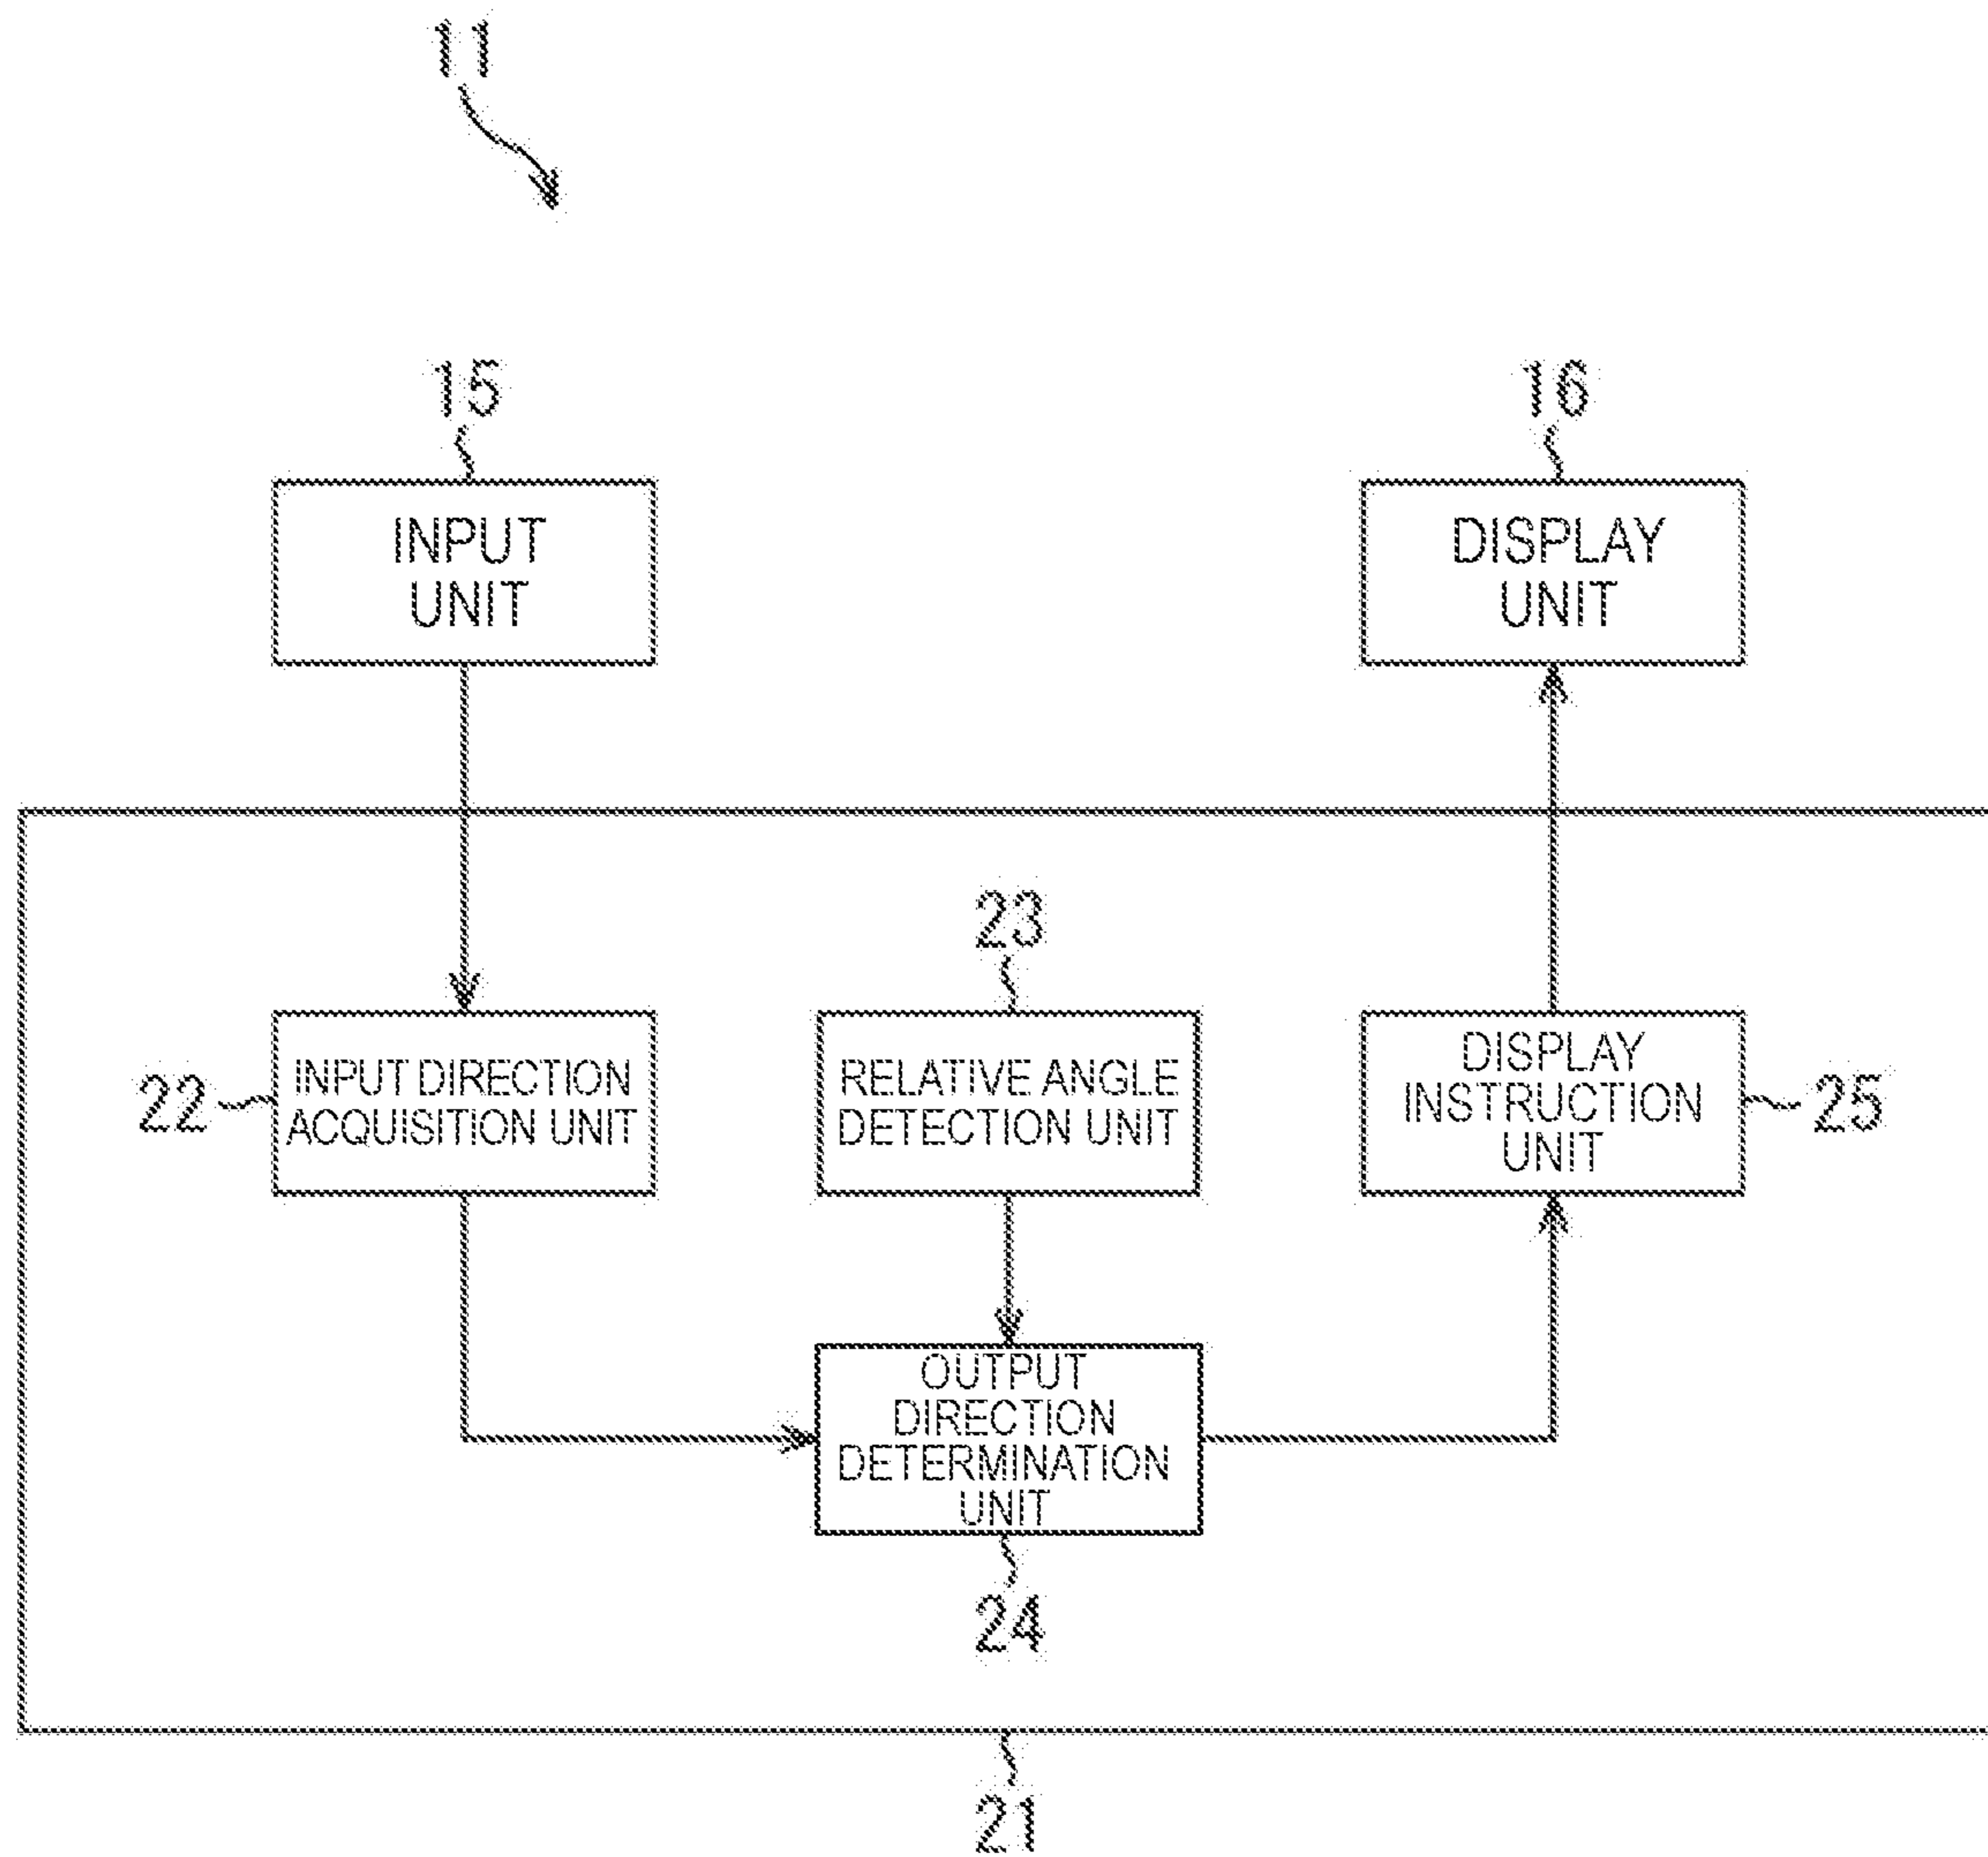 11
15
16
INPUT
UNIT
DISPLAY
UNIT
23
22
INPUT DIRECTION
ACQUISITION UNIT
RELATIVE ANGLE
DETECTION UNIT
DISPLAY
INSTRUCTION
UNIT
25
OUTPUT
DIRECTION
DETERMINATION
UNIT
24
21